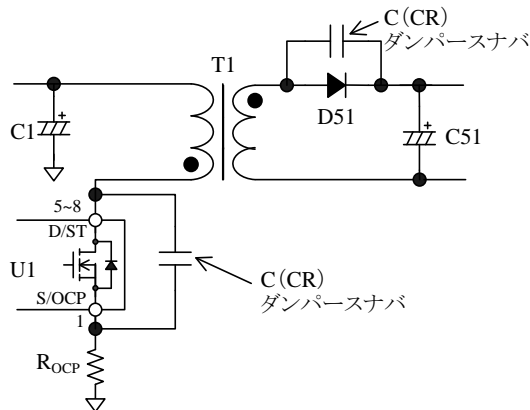 C(CR)
ダンパースナバ
T1
D51
C1
C51
5~8
D/ST
U1
C(CR)
ダンパースナバ
S/OCP
1
ROCP